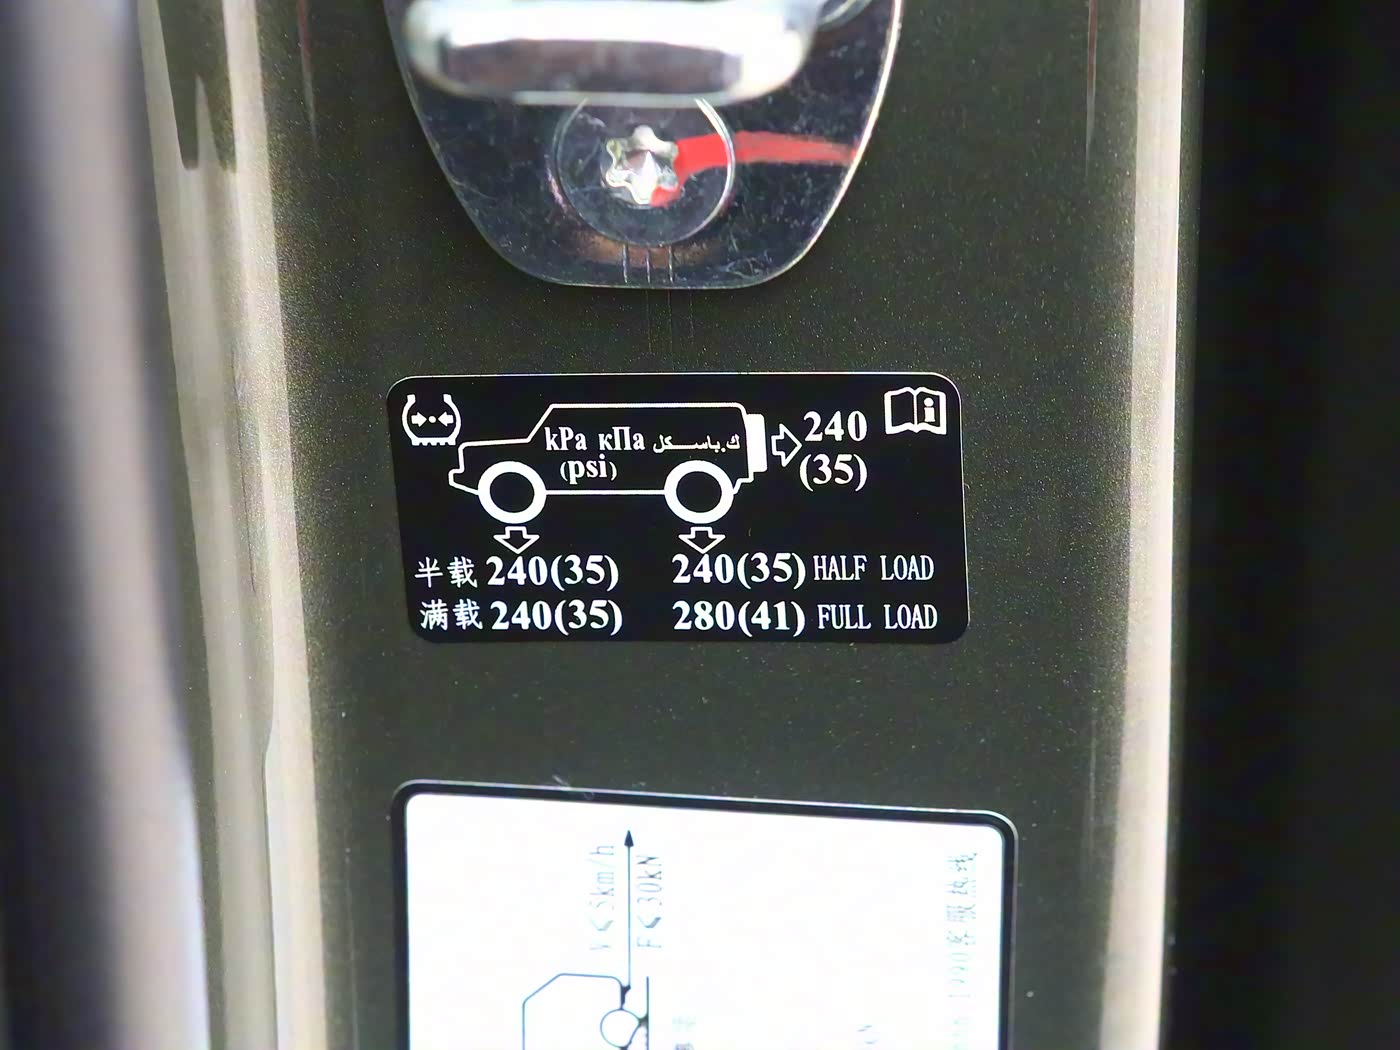 kPa кПа ك.باسكل
(psi)
240
(35)
半载 240(35) 240(35) HALF LOAD
满载 240(35) 280(41) FULL LOAD
V≤5km/h
F≤30kN